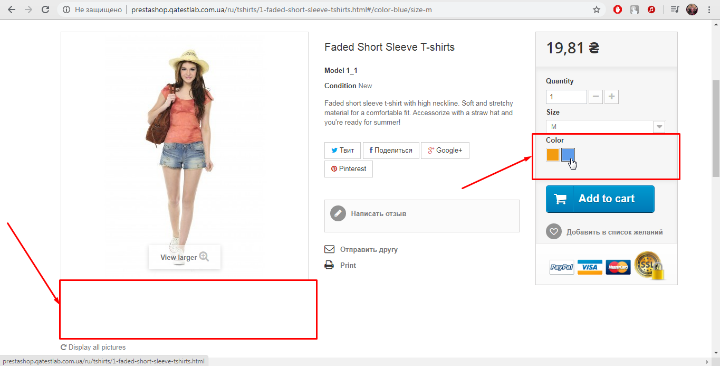 Не защищено | prestashop.qatestlab.com.ua/ru/tshirts/1-faded-short-sleeve-tshirts.html#/color-blue/size-m
Faded Short Sleeve T-shirts
Model 1_1
Condition New
Faded short sleeve t-shirt with high neckline. Soft and stretchy
material for a comfortable fit. Accessorize with a straw hat and
you're ready for summer!
Твит
Поделиться
Google+
Pinterest
Написать отзыв
Отправить другу
Print
View larger
Display all pictures
19,81 ₴
Quantity
1
Size
M
Color
Add to cart
Добавить в список желаний
PayPal
VISA
MasterCard
SSL
prestashop.qatestlab.com.ua/ru/tshirts/1-faded-short-sleeve-tshirts.html